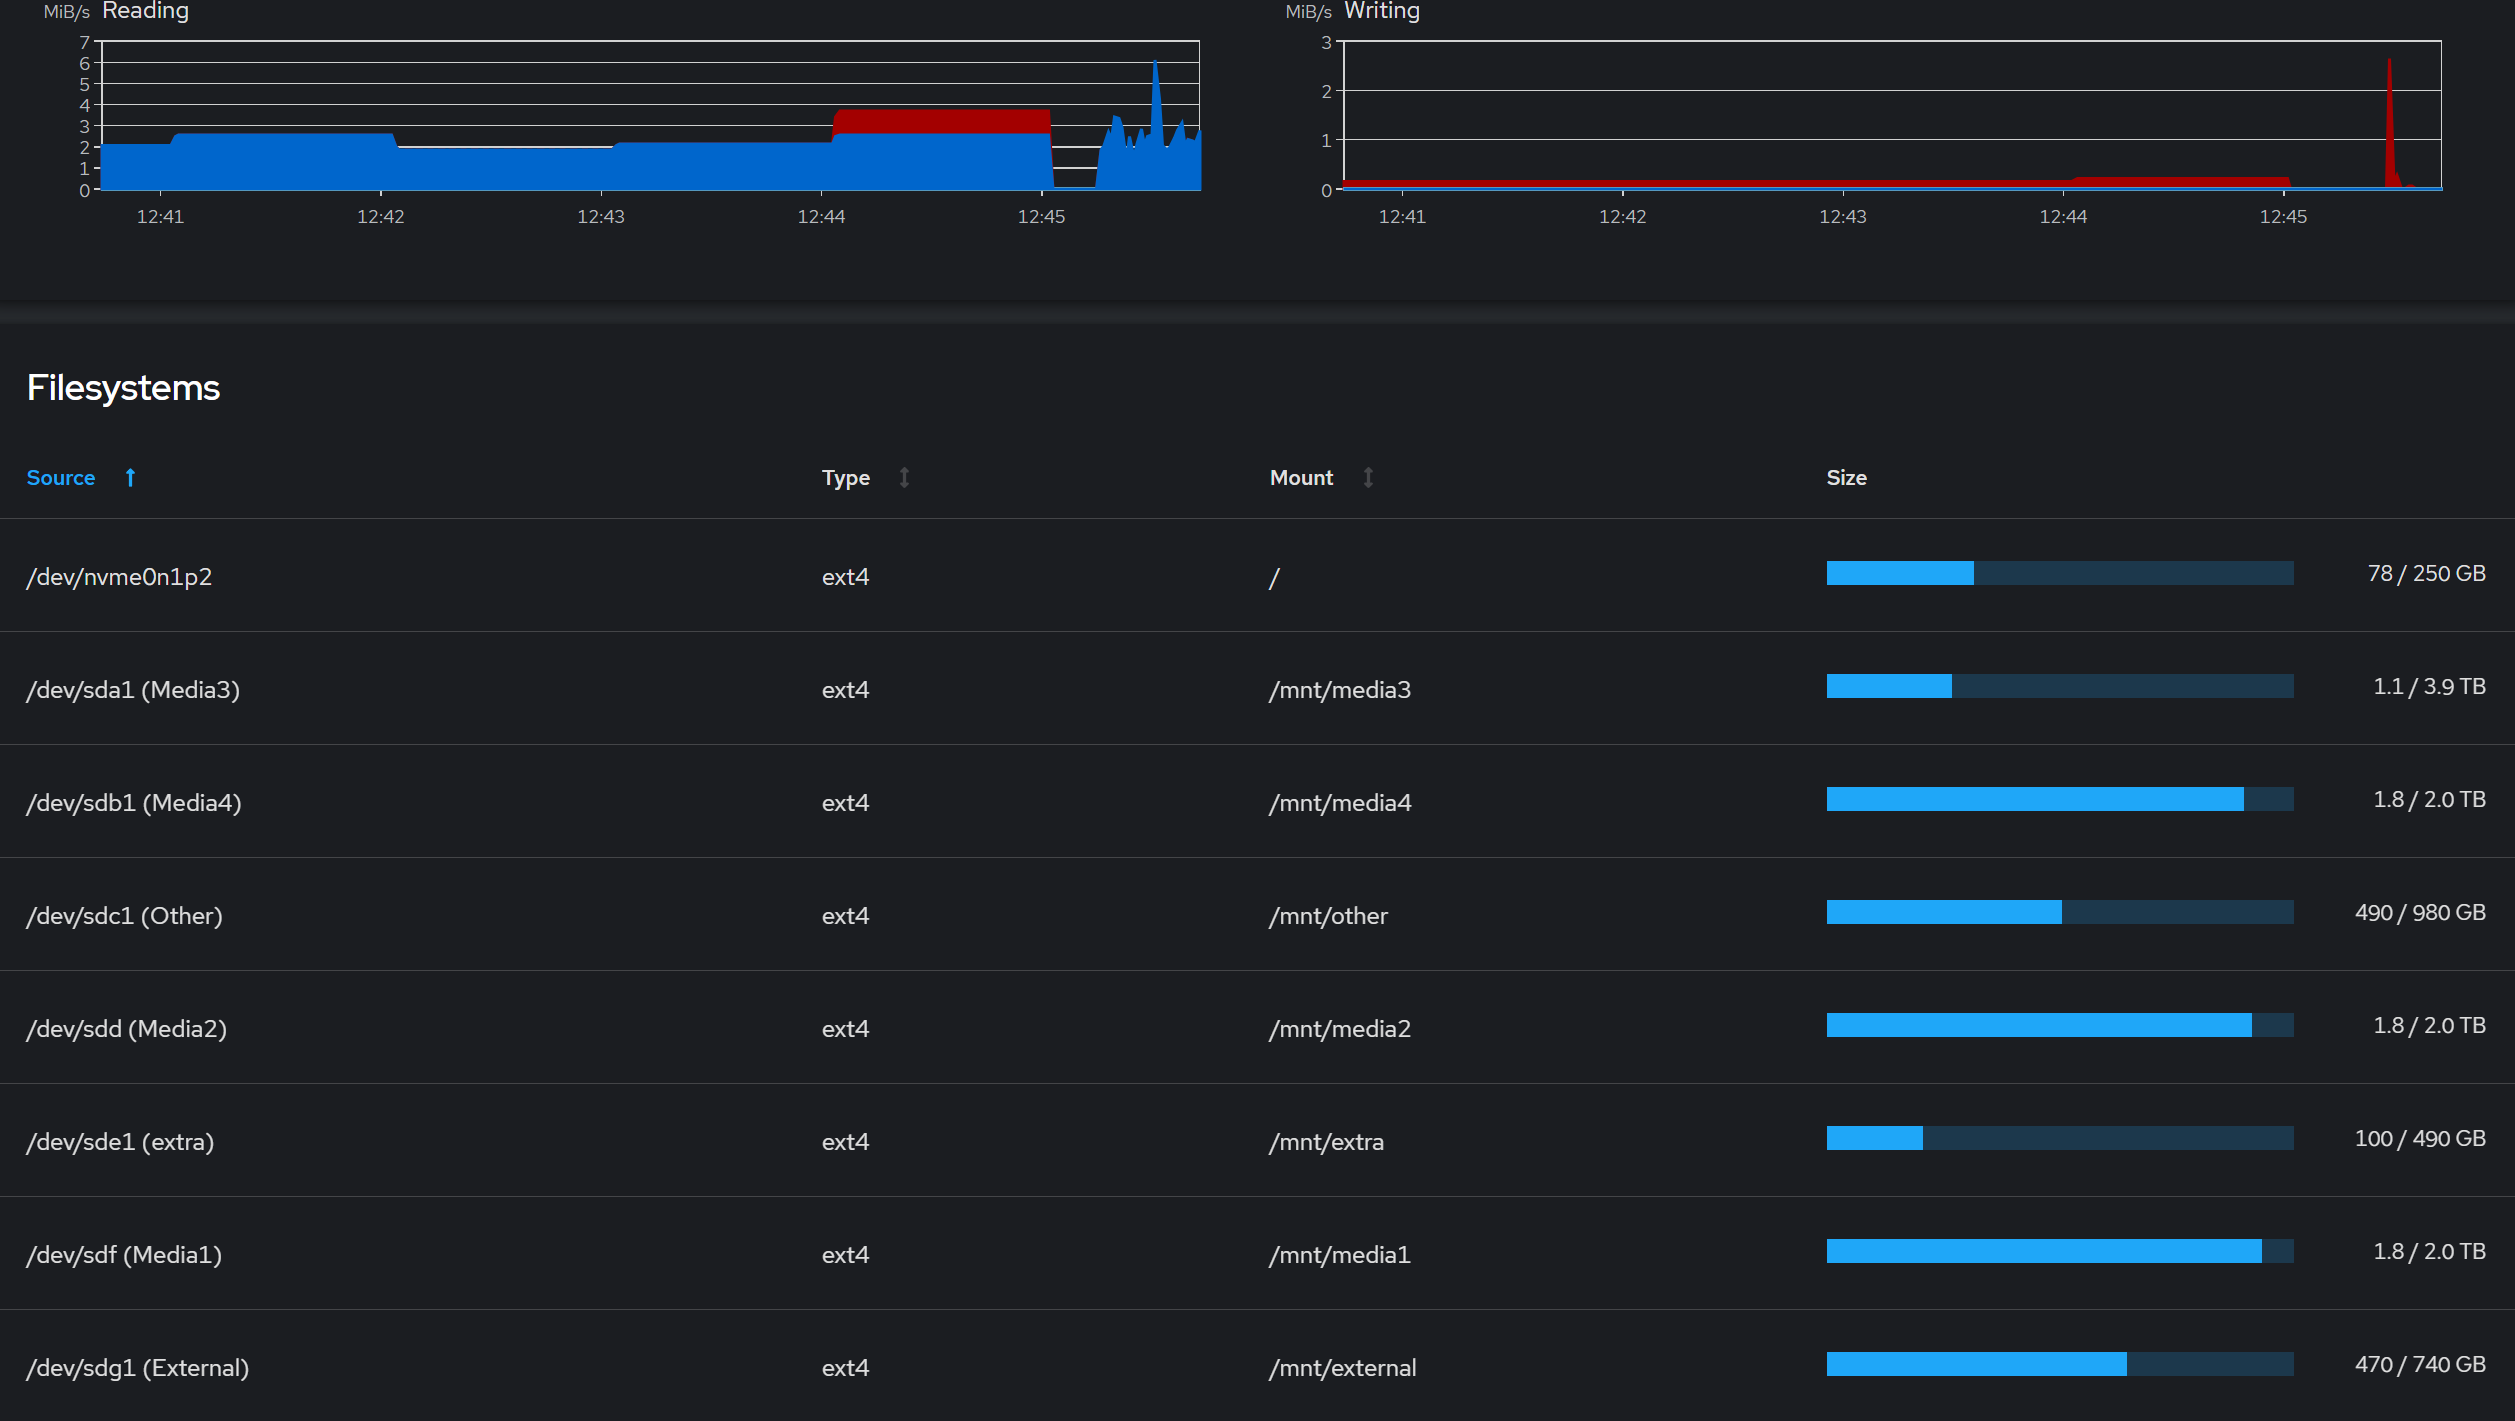 MiB/s Reading
7
6
5
4
3
2
1
0
12:41 12:42 12:43 12:44 12:45
MiB/s Writing
3
2
1
0
12:41 12:42 12:43 12:44 12:45
Filesystems
Source Type Mount Size
/dev/nvme0n1p2 ext4 / 78 / 250 GB
/dev/sda1 (Media3) ext4 /mnt/media3 1.1 / 3.9 TB
/dev/sdb1 (Media4) ext4 /mnt/media4 1.8 / 2.0 TB
/dev/sdc1 (Other) ext4 /mnt/other 490 / 980 GB
/dev/sdd (Media2) ext4 /mnt/media2 1.8 / 2.0 TB
/dev/sde1 (extra) ext4 /mnt/extra 100 / 490 GB
/dev/sdf (Media1) ext4 /mnt/media1 1.8 / 2.0 TB
/dev/sdg1 (External) ext4 /mnt/external 470 / 740 GB